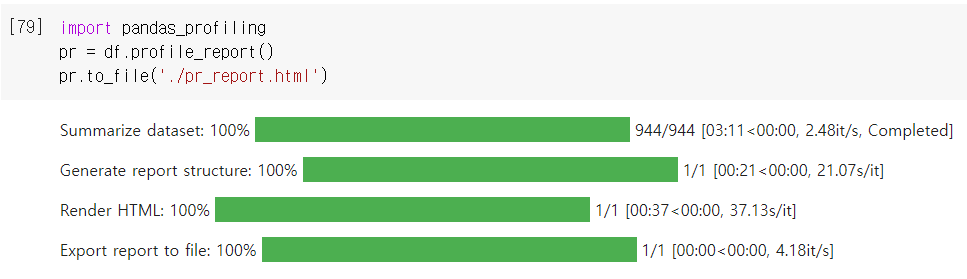 [79] import pandas_profiling
pr = df.profile_report()
pr.to_file('./pr_report.html')
Summarize dataset: 100% 944/944 [03:11<00:00, 2.48it/s, Completed]
Generate report structure: 100% 1/1 [00:21<00:00, 21.07s/it]
Render HTML: 100% 1/1 [00:37<00:00, 37.13s/it]
Export report to file: 100% 1/1 [00:00<00:00, 4.18it/s]